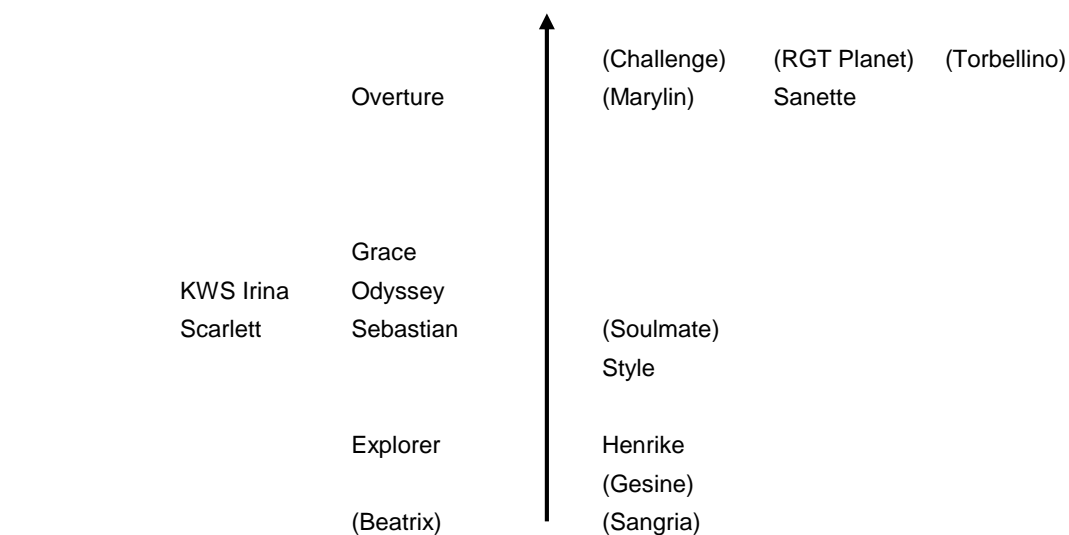 (Challenge) (RGT Planet) (Torbellino)
Overture (Marylin) Sanette
Grace
KWS Irina Odyssey
Scarlett Sebastian (Soulmate)
Style
Explorer Henrike
(Gesine)
(Beatrix) (Sangria)